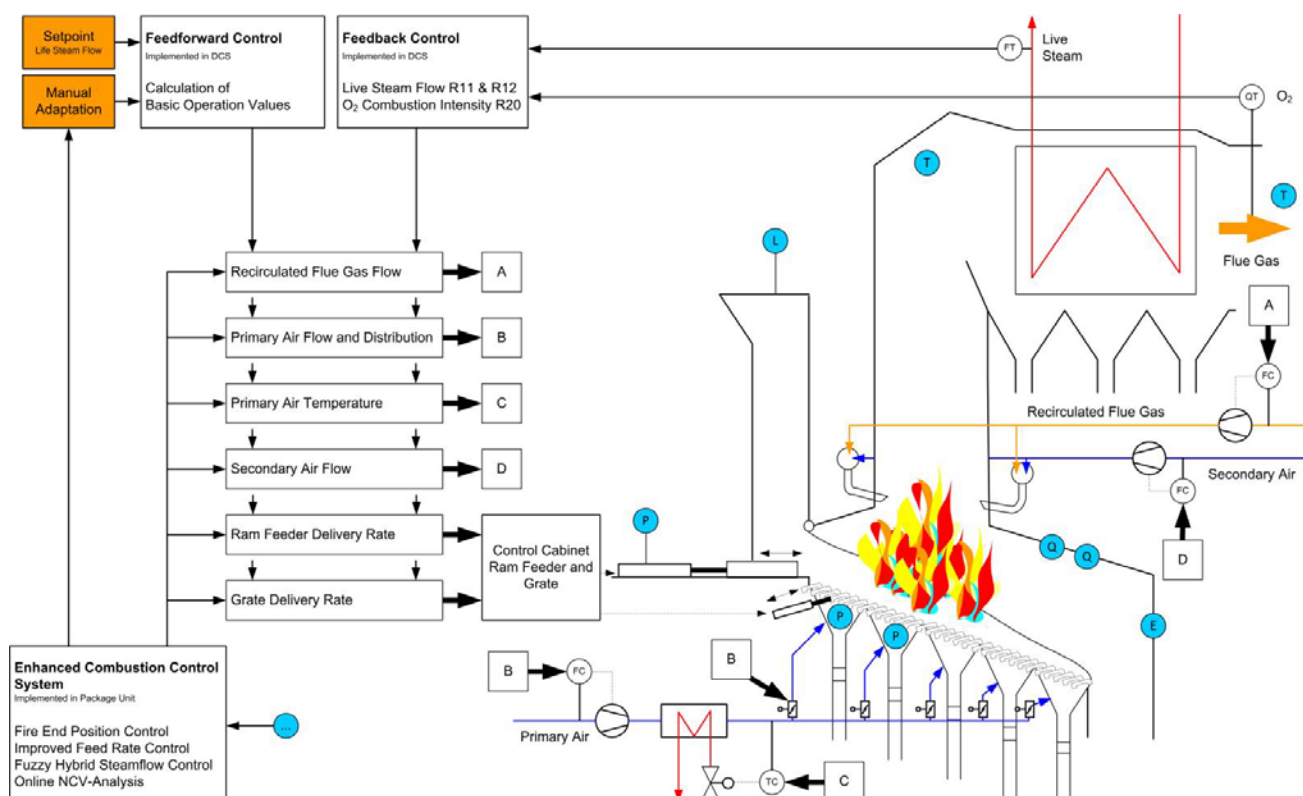 Setpoint
Life Steam Flow
Manual
Adaptation
Feedforward Control
Implemented in DCS
Calculation of
Basic Operation Values
Feedback Control
Implemented in DCS
Live Steam Flow R11 & R12
O₂ Combustion Intensity R20
FT
Live
Steam
QT
O₂
T
T
Flue Gas
L
Recirculated Flue Gas Flow
A
Primary Air Flow and Distribution
B
Primary Air Temperature
C
Secondary Air Flow
D
Ram Feeder Delivery Rate
Grate Delivery Rate
Control Cabinet
Ram Feeder and
Grate
P
A
FC
Recirculated Flue Gas
Secondary Air
FC
D
Q
Q
E
P
P
Enhanced Combustion Control
System
Implemented in Package Unit
Fire End Position Control
Improved Feed Rate Control
Fuzzy Hybrid Steamflow Control
Online NCV-Analysis
...
B
FC
B
Primary Air
TC
C